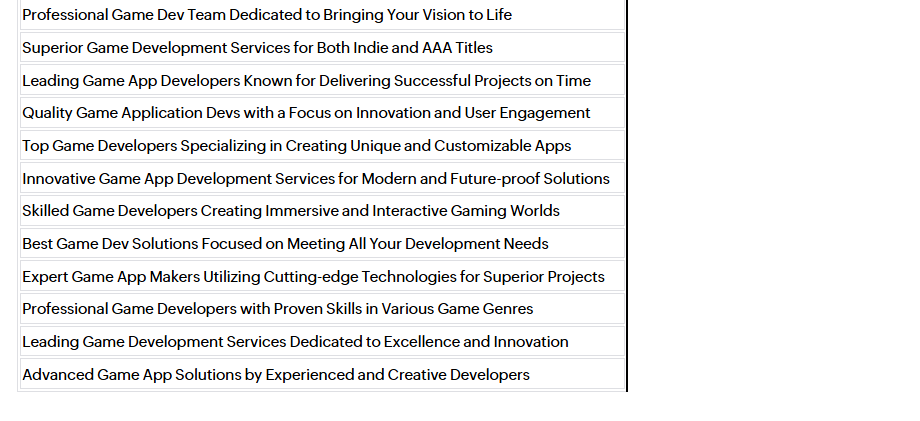 Professional Game Dev Team Dedicated to Bringing Your Vision to Life
Superior Game Development Services for Both Indie and AAA Titles
Leading Game App Developers Known for Delivering Successful Projects on Time
Quality Game Application Devs with a Focus on Innovation and User Engagement
Top Game Developers Specializing in Creating Unique and Customizable Apps
Innovative Game App Development Services for Modern and Future-proof Solutions
Skilled Game Developers Creating Immersive and Interactive Gaming Worlds
Best Game Dev Solutions Focused on Meeting All Your Development Needs
Expert Game App Makers Utilizing Cutting-edge Technologies for Superior Projects
Professional Game Developers with Proven Skills in Various Game Genres
Leading Game Development Services Dedicated to Excellence and Innovation
Advanced Game App Solutions by Experienced and Creative Developers